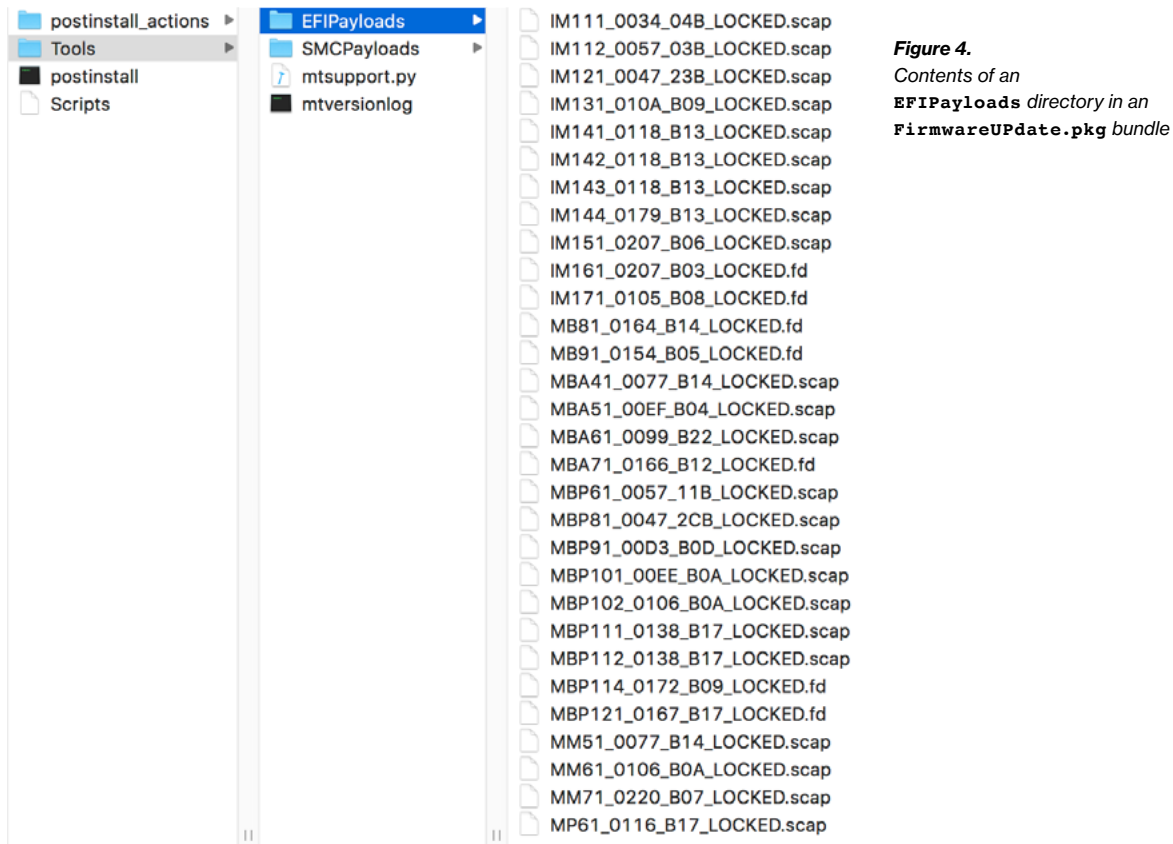 postinstall_actions
Tools
postinstall
Scripts
EFIPayloads
SMCPayloads
mtsupport.py
mtversionlog
IM111_0034_04B_LOCKED.scap
IM112_0057_03B_LOCKED.scap
IM121_0047_23B_LOCKED.scap
IM131_010A_B09_LOCKED.scap
IM141_0118_B13_LOCKED.scap
IM142_0118_B13_LOCKED.scap
IM143_0118_B13_LOCKED.scap
IM144_0179_B13_LOCKED.scap
IM151_0207_B06_LOCKED.scap
IM161_0207_B03_LOCKED.fd
IM171_0105_B08_LOCKED.fd
MB81_0164_B14_LOCKED.fd
MB91_0154_B05_LOCKED.fd
MBA41_0077_B14_LOCKED.scap
MBA51_00EF_B04_LOCKED.scap
MBA61_0099_B22_LOCKED.scap
MBA71_0166_B12_LOCKED.fd
MBP61_0057_11B_LOCKED.scap
MBP81_0047_2CB_LOCKED.scap
MBP91_00D3_B0D_LOCKED.scap
MBP101_00EE_B0A_LOCKED.scap
MBP102_0106_B0A_LOCKED.scap
MBP111_0138_B17_LOCKED.scap
MBP112_0138_B17_LOCKED.scap
MBP114_0172_B09_LOCKED.fd
MBP121_0167_B17_LOCKED.fd
MM51_0077_B14_LOCKED.scap
MM61_0106_B0A_LOCKED.scap
MM71_0220_B07_LOCKED.scap
MP61_0116_B17_LOCKED.scap
Figure 4.
Contents of an
EFIPayloads directory in an
FirmwareUPdate.pkg bundle